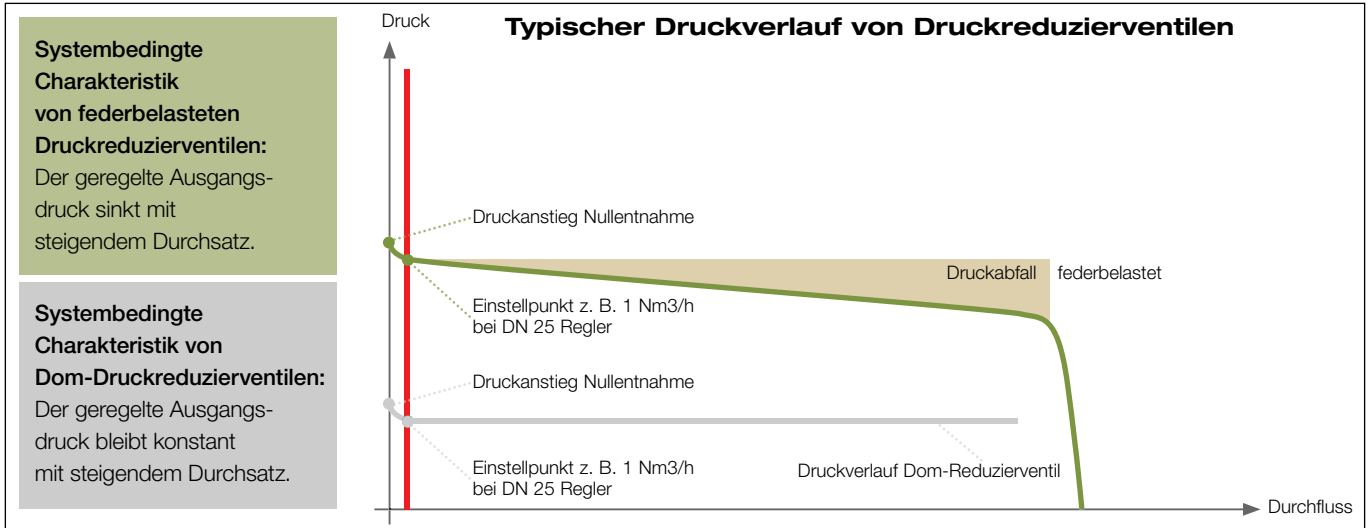 Systembedingte
Charakteristik
von federbelasteten
Druckreduzierventilen:
Der geregelte Ausgangs-
druck sinkt mit
steigendem Durchsatz.
Systembedingte
Charakteristik von
Dom-Druckreduzierventilen:
Der geregelte Ausgangs-
druck bleibt konstant
mit steigendem Durchsatz.
Typischer Druckverlauf von Druckreduzierventilen
Druck
Druckanstieg Nullentnahme
Druckabfall federbelastet
Einstellpunkt z. B. 1 Nm3/h
bei DN 25 Regler
Druckanstieg Nullentnahme
Einstellpunkt z. B. 1 Nm3/h
bei DN 25 Regler
Druckverlauf Dom-Reduzierventil
Durchfluss